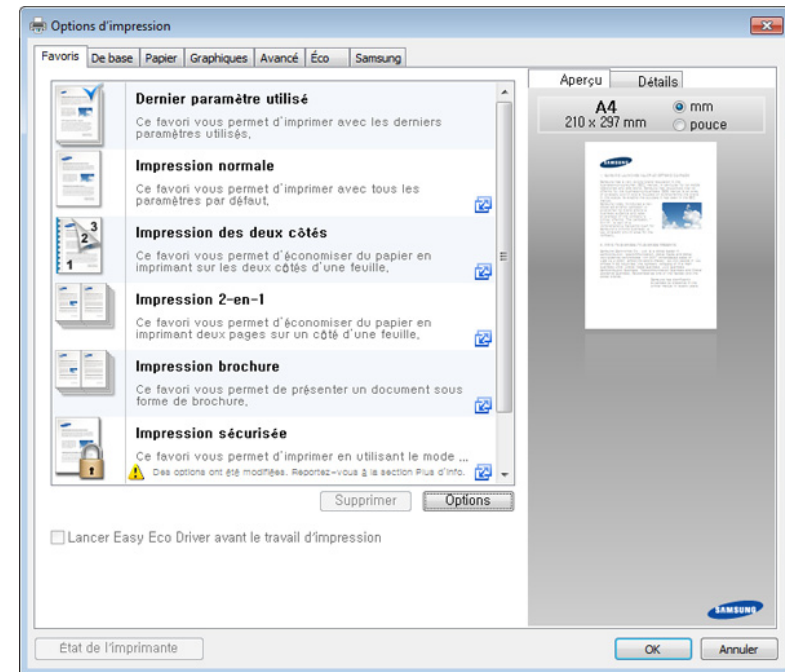 Options d'impression
Favoris De base Papier Graphiques Avancé Éco Samsung
Dernier paramètre utilisé
Ce favori vous permet d'imprimer avec les derniers
paramètres utilisés.
Impression normale
Ce favori vous permet d'imprimer avec tous les
paramètres par défaut.
3
2
1
Impression des deux côtés
Ce favori vous permet d'économiser du papier en
imprimant sur les deux côtés d'une feuille.
Impression 2-en-1
Ce favori vous permet d'économiser du papier en
imprimant deux pages sur un côté d'une feuille.
Impression brochure
Ce favori vous permet de présenter un document sous
forme de brochure.
Impression sécurisée
Ce favori vous permet d'imprimer en utilisant le mode ...
Des options ont été modifiées. Reportez-vous à la section Plus d'info.
Supprimer Options
Lancer Easy Eco Driver avant le travail d'impression
Aperçu Détails
A4
210 x 297 mm
mm
pouce
SAMSUNG
SAMSUNG
État de l'imprimante
OK Annuler